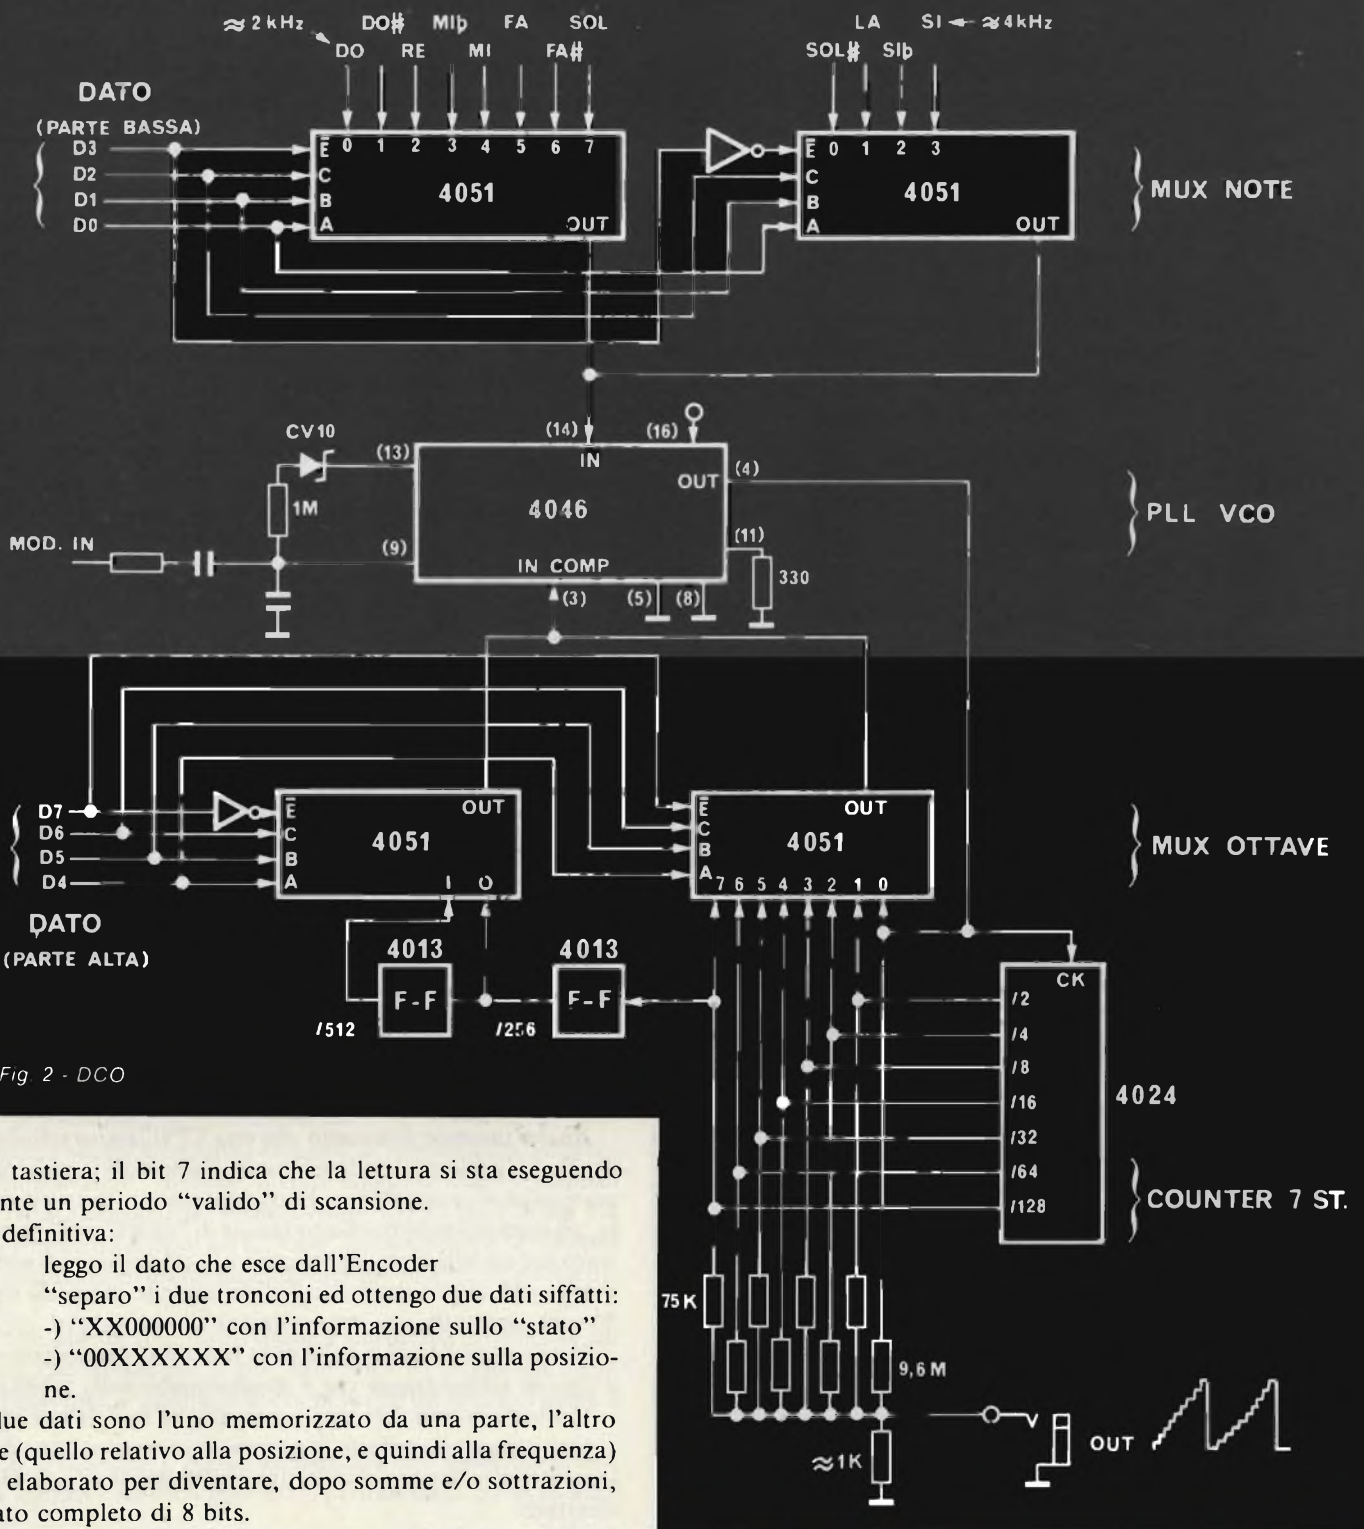 ≈ 2 kHz DO# MIb FA SOL
DO RE MI FA#
LA SI ≈ 4kHz
SOL# SIb
DATO
(PARTE BASSA)
D3
D2
D1
D0
E 0 1 2 3 4 5 6 7
C
B
A
4051
OUT
E 0 1 2 3
C
B
A
4051
OUT
MUX NOTE
CV10
1M
MOD. IN
(13)
(9)
(14)
IN
(16)
OUT (4)
4046
(11)
330
IN COMP
(3) (5) (8)
PLL VCO
D7
D6
D5
D4
DATO
(PARTE ALTA)
E OUT
C
B
A
4051
1 0
E OUT
C
B
A
4051
7 6 5 4 3 2 1 0
MUX OTTAVE
4013
F-F
/512
4013
F-F
/256
CK
/2
/4
/8
/16
/32
/64
/128
4024
COUNTER 7 ST.
Fig. 2 - DCO
75K
9,6 M
≈1K
OUT
tastiera; il bit 7 indica che la lettura si sta eseguendo
nte un periodo “valido” di scansione.
definitiva:
leggo il dato che esce dall'Encoder
“separo” i due tronconi ed ottengo due dati siffatti:
-) “XX000000” con l'informazione sullo “stato”
-) “00XXXXXX” con l'informazione sulla posizio-
ne.
due dati sono l'uno memorizzato da una parte, l'altro
e (quello relativo alla posizione, e quindi alla frequenza)
elaborato per diventare, dopo somme e/o sottrazioni,
ato completo di 8 bits.